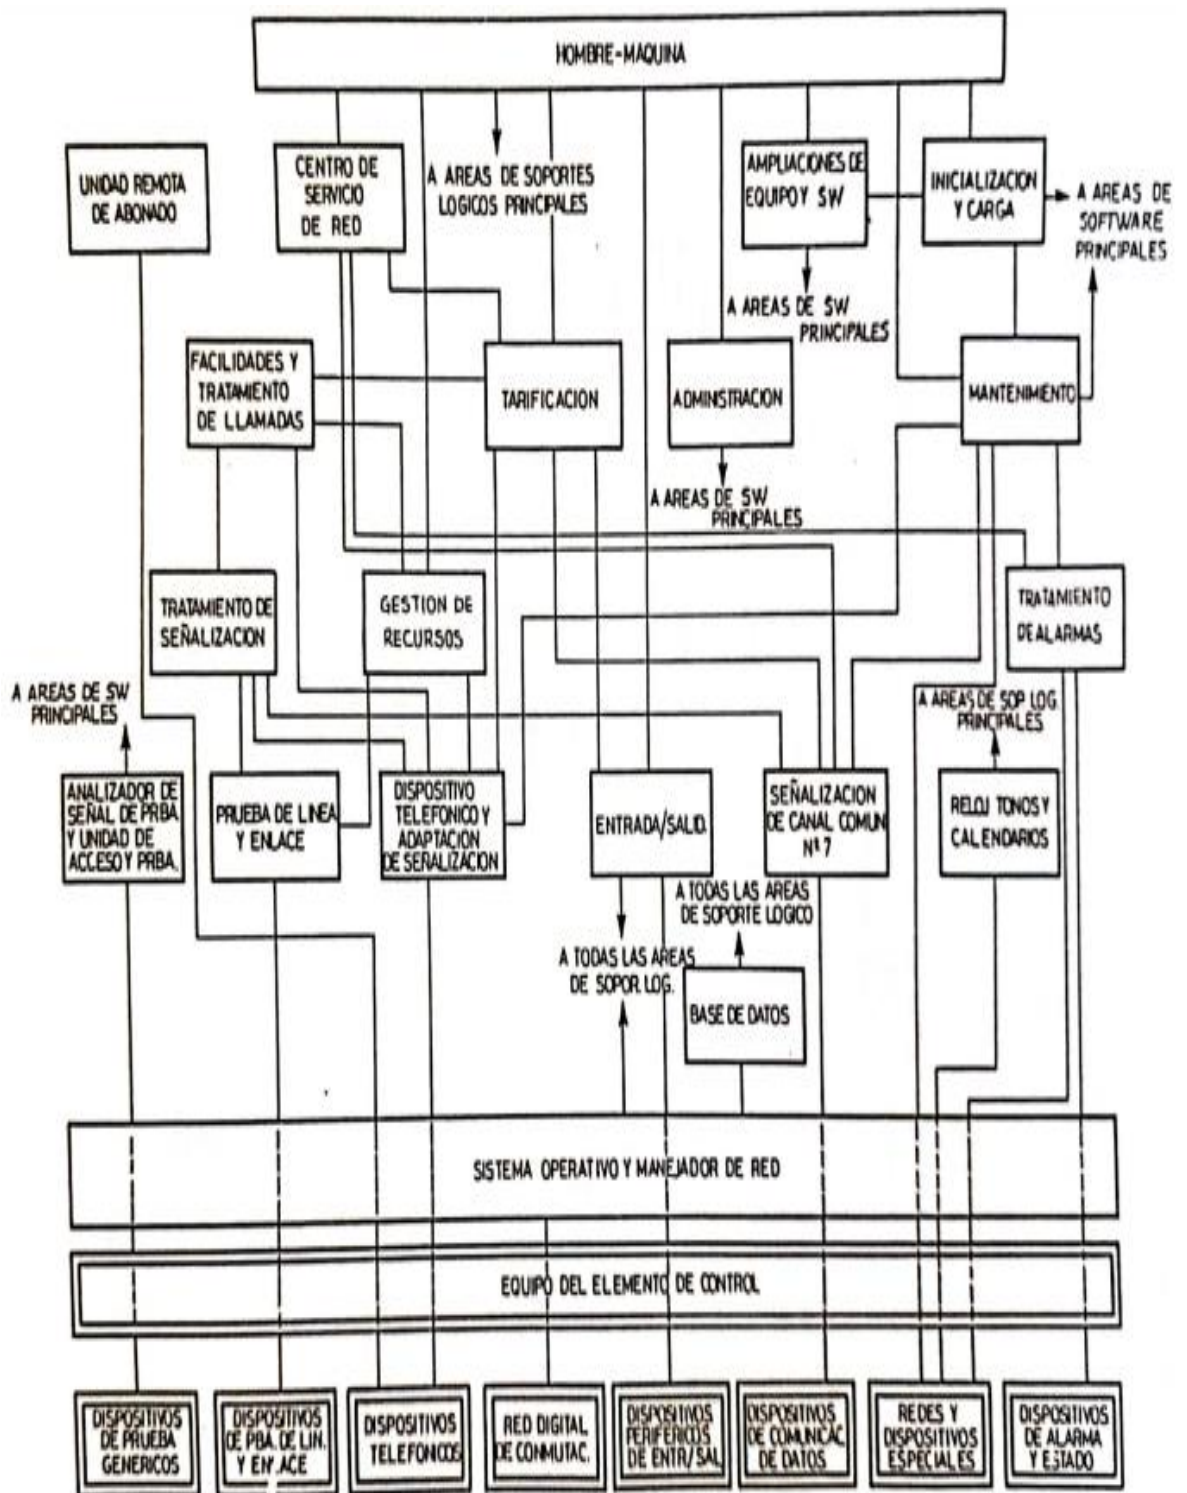 HOMBRE-MAQUINA
UNIDAD REMOTA
DE ABONADO
CENTRO DE
SERVICIO
DE RED
A AREAS DE SOPORTES
LOGICOS PRINCIPALES
AMPLIACIONES DE
EQUIPO Y SW
INICIALIZACION
Y CARGA
A AREAS DE
SOFTWARE
PRINCIPALES
A AREAS DE SW
PRINCIPALES
FACILIDADES Y
TRATAMIENTO
DE LLAMADAS
TARIFICACION
ADMINSTRACION
MANTENIMIENTO
A AREAS DE SW
PRINCIPALES
TRATAMIENTO DE
SEÑALIZACION
GESTION DE
RECURSOS
TRATAMIENTO
DE ALARMAS
A AREAS DE SW
PRINCIPALES
A AREAS DE SOP LOG.
PRINCIPALES
ANALIZADOR DE
SEÑAL DE PRBA.
Y UNIDAD DE
ACCESO Y PRBA.
PRUEBA DE LINEA
Y ENLACE
DISPOSITIVO
TELEFONICO Y
ADAPTACION
DE SEÑALIZACION
ENTRADA/SALID.
SEÑALIZACION
DE CANAL COMUN
Nº 7
RELOJ TONOS Y
CALENDARIOS
A TODAS LAS AREAS
DE SOPORTE LOGICO
A TODAS LAS AREAS
DE SOPOR. LOG.
BASE DE DATOS
SISTEMA OPERATIVO Y MANEJADOR DE RED
EQUIPO DEL ELEMENTO DE CONTROL
DISPOSITIVOS
DE PRUEBA
GENERICOS
DISPOSITIVOS
DE PBA. DE LIN.
Y ENLACE
DISPOSITIVOS
TELEFONCOS
RED DIGITAL
DE CONMUTAC.
DISPOSITIVOS
PERIFERICOS
DE ENTR/SAL
DISPOSITIVOS
DE COMUNICAC.
DE DATOS
REDES Y
DISPOSITIVOS
ESPECIALES
DISPOSITIVOS
DE ALARMA
Y ESTADO